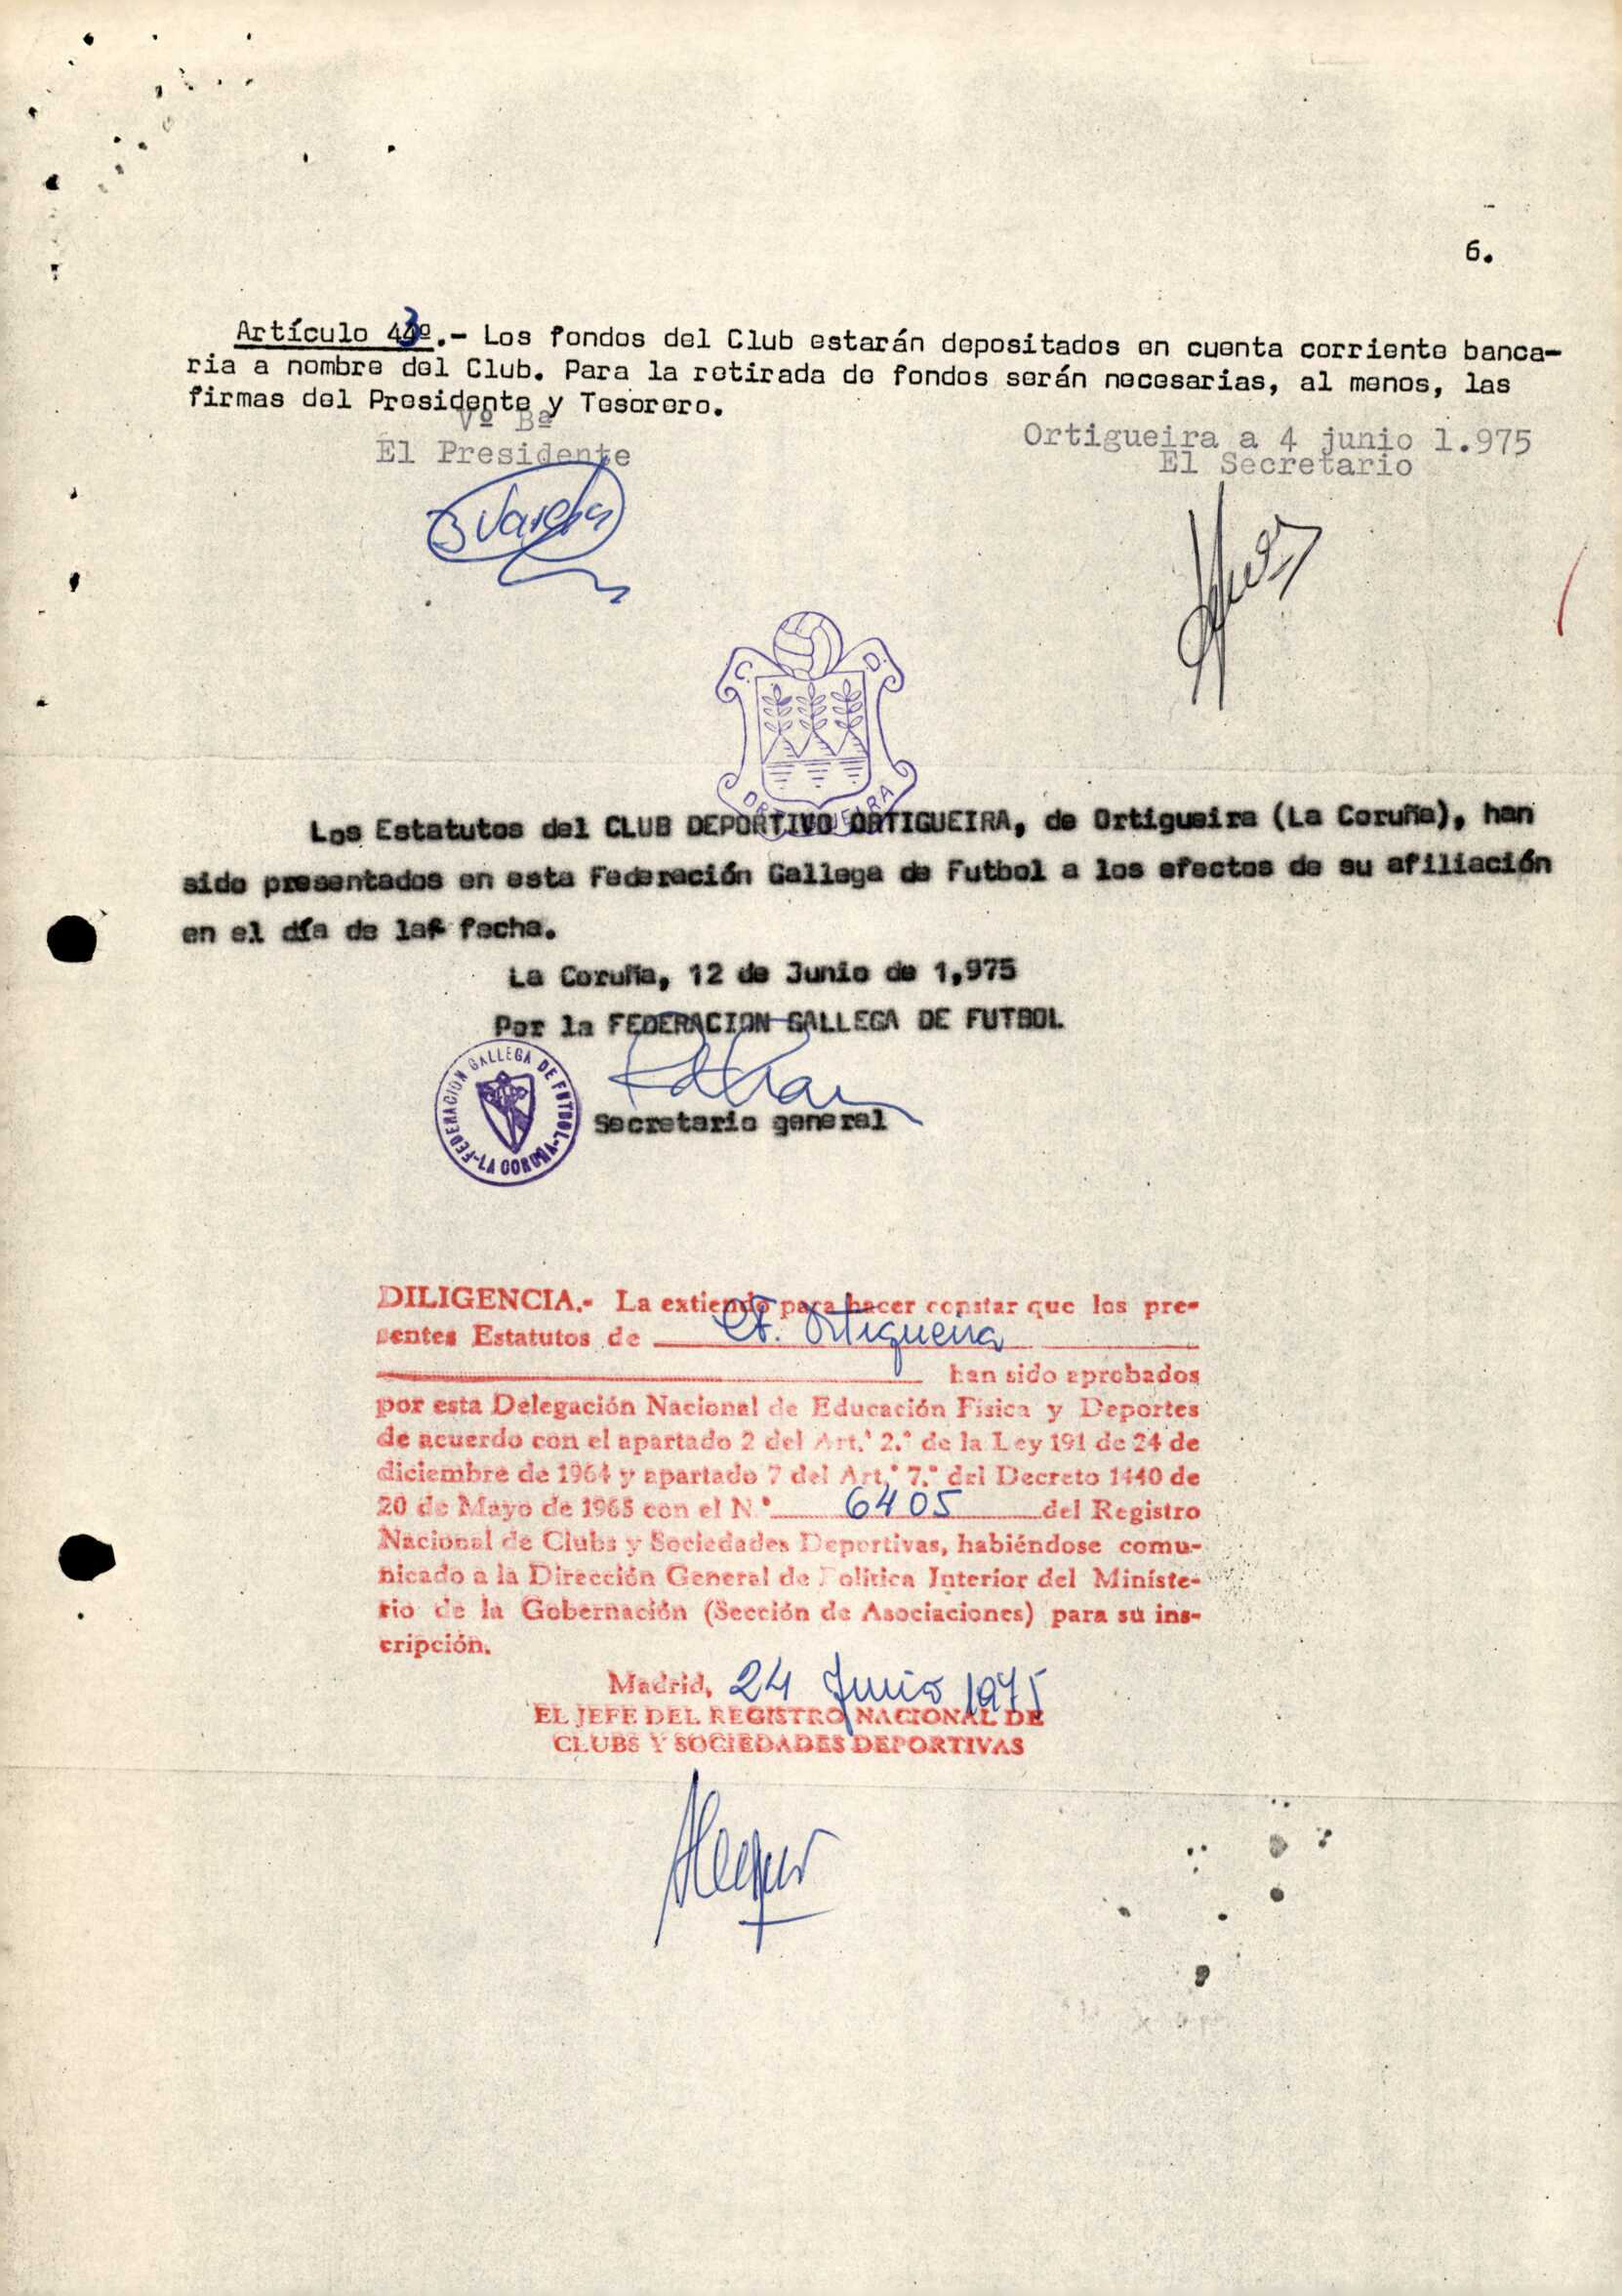 6.
Artículo 43º.- Los fondos del Club estarán depositados en cuenta corriente banca-
ria a nombre del Club. Para la retirada de fondos serán necesarias, al menos, las
firmas del Presidente y Tesorero.
Vº Bª
El Presidente
Ortigueira a 4 junio 1.975
El Secretario
Varela
C. D.
ORTIGUEIRA
Los Estatutos del CLUB DEPORTIVO ORTIGUEIRA, de Ortigueira (La Coruña), han
sido presentados en esta Federación Gallega de Futbol a los efectos de su afiliación
en el día de la fecha.
La Coruña, 12 de Junio de 1,975
Por la FEDERACION GALLEGA DE FUTBOL
FEDERACION GALLEGA DE FUTBOL-LA CORUÑA-
Secretario general
DILIGENCIA.- La extiendo para hacer constar que los pre-
sentes Estatutos de CF. Ortigueira
han sido aprobados
por esta Delegación Nacional de Educación Física y Deportes
de acuerdo con el apartado 2 del Art.º 2.º de la Ley 191 de 24 de
diciembre de 1964 y apartado 7 del Art.º 7.º del Decreto 1440 de
20 de Mayo de 1965 con el N.º 6405 del Registro
Nacional de Clubs y Sociedades Deportivas, habiéndose comu-
nicado a la Dirección General de Política Interior del Ministe-
rio de la Gobernación (Sección de Asociaciones) para su ins-
cripción.
Madrid, 24 Junio 1975
EL JEFE DEL REGISTRO NACIONAL DE
CLUBS Y SOCIEDADES DEPORTIVAS